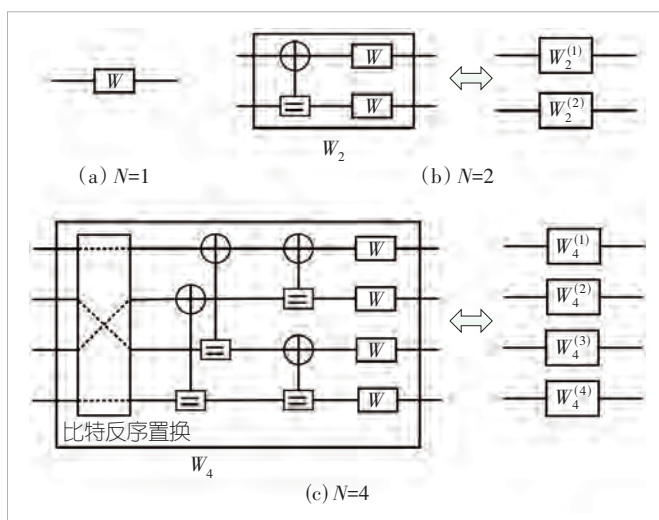 W
(a) N=1
W
= W
W₂
W₂⁽¹⁾
W₂⁽²⁾
(b) N=2
W
= W
= W
= = W
比特反序置换
W₄
W₄⁽¹⁾
W₄⁽²⁾
W₄⁽³⁾
W₄⁽⁴⁾
(c) N=4